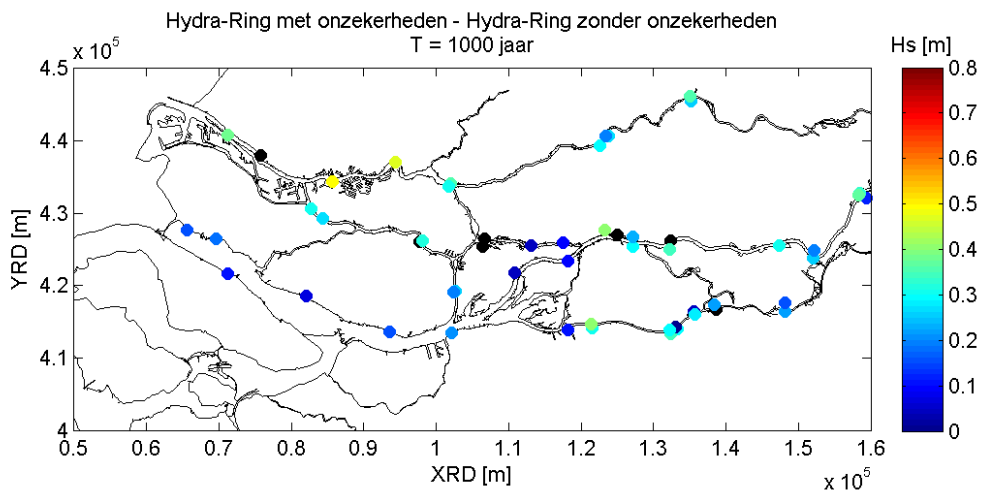 Hydra-Ring met onzekerheden - Hydra-Ring zonder onzekerheden
T = 1000 jaar
x 10^5
Hs [m]
4.5
4.4
4.3
4.2
4.1
4
YRD [m]
0.5 0.6 0.7 0.8 0.9 1 1.1 1.2 1.3 1.4 1.5 1.6
XRD [m]
x 10^5
0.8
0.7
0.6
0.5
0.4
0.3
0.2
0.1
0